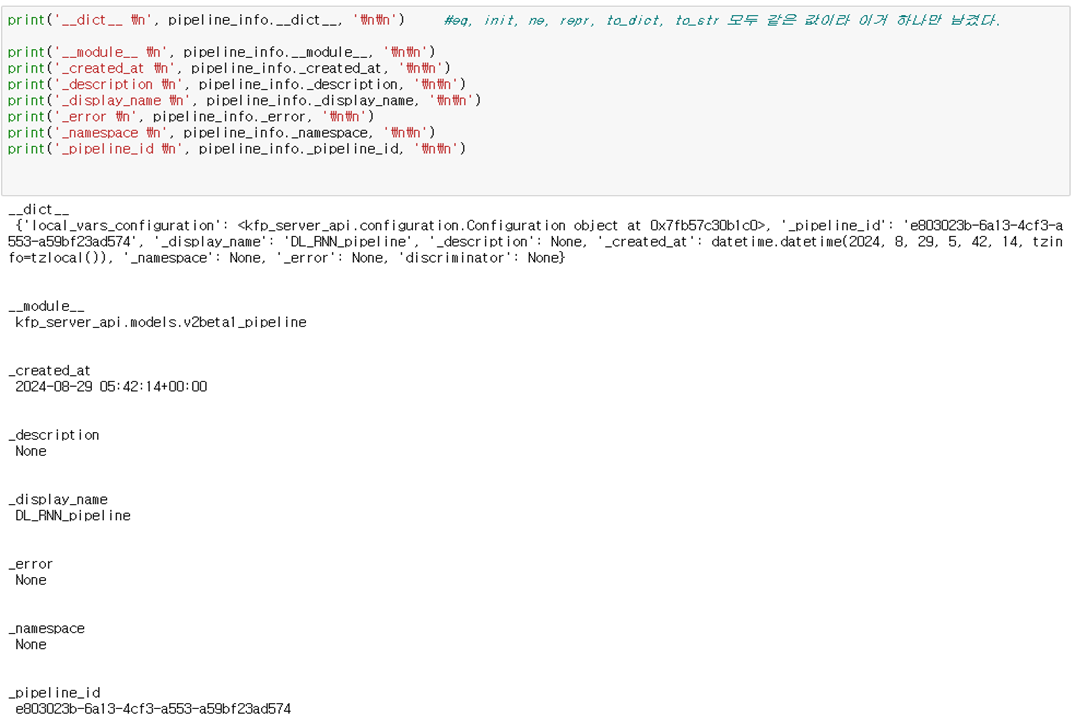 print('__dict__ ₩n', pipeline_info.__dict__, '₩n₩n')     #eq, init, ne, repr, to_dict, to_str 모두 같은 값이라 이거 하나만 남겼다.
print('__module__ ₩n', pipeline_info.__module__, '₩n₩n')
print('_created_at ₩n', pipeline_info._created_at, '₩n₩n')
print('_description ₩n', pipeline_info._description, '₩n₩n')
print('_display_name ₩n', pipeline_info._display_name, '₩n₩n')
print('_error ₩n', pipeline_info._error, '₩n₩n')
print('_namespace ₩n', pipeline_info._namespace, '₩n₩n')
print('_pipeline_id ₩n', pipeline_info._pipeline_id, '₩n₩n')
__dict__
{'local_vars_configuration': <kfp_server_api.configuration.Configuration object at 0x7fb57c30b1c0>, '_pipeline_id': 'e803023b-6a13-4cf3-a
553-a59bf23ad574', '_display_name': 'DL_RNN_pipeline', '_description': None, '_created_at': datetime.datetime(2024, 8, 29, 5, 42, 14, tzin
fo=tzlocal()), '_namespace': None, '_error': None, 'discriminator': None}
__module__
kfp_server_api.models.v2beta1_pipeline
_created_at
2024-08-29 05:42:14+00:00
_description
None
_display_name
DL_RNN_pipeline
_error
None
_namespace
None
_pipeline_id
e803023b-6a13-4cf3-a553-a59bf23ad574